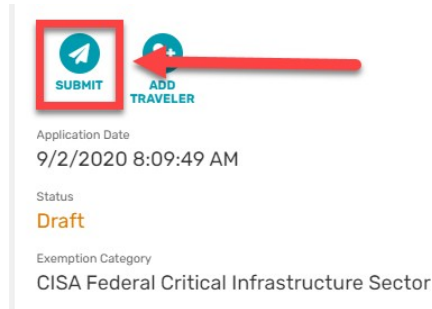 SUBMIT
ADD
TRAVELER
Application Date
9/2/2020 8:09:49 AM
Status
Draft
Exemption Category
CISA Federal Critical Infrastructure Sector